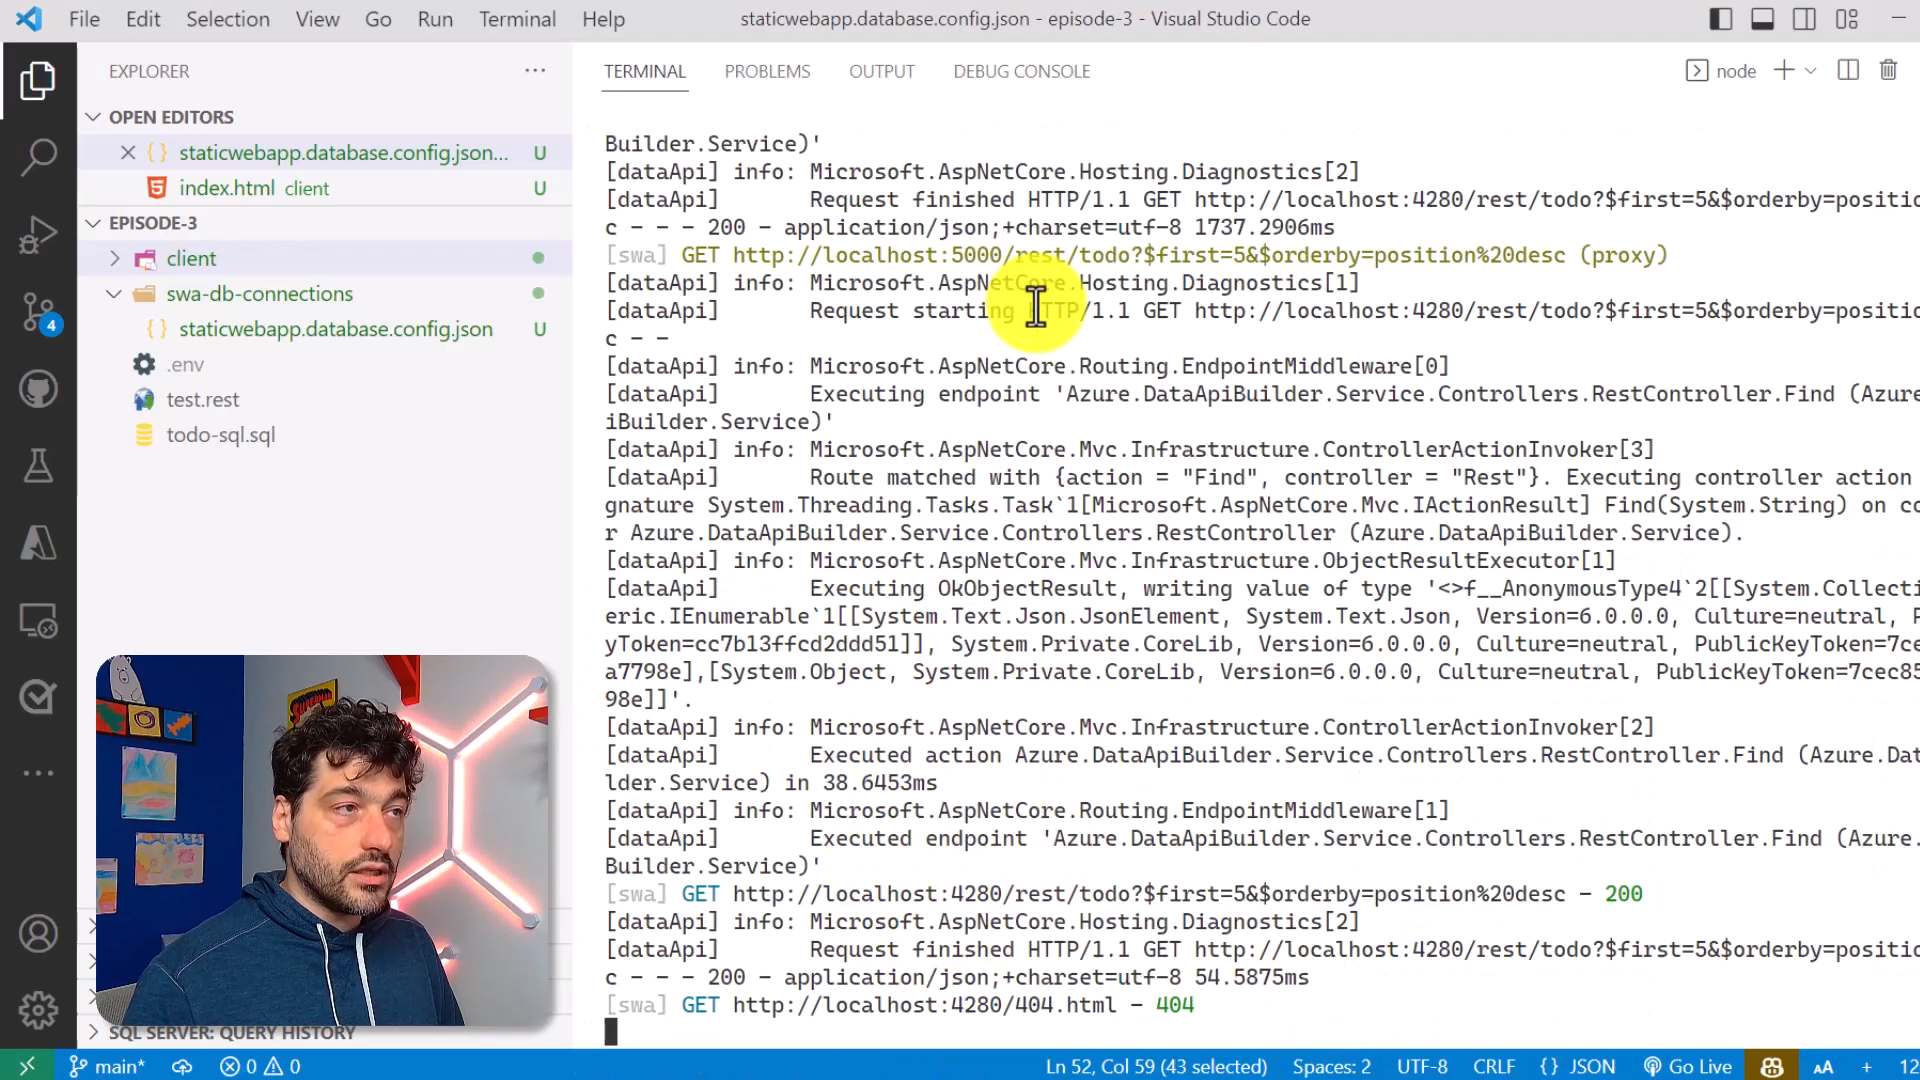 File Edit Selection View Go Run Terminal Help
staticwebapp.database.config.json - episode-3 - Visual Studio Code
EXPLORER
OPEN EDITORS
staticwebapp.database.config.json... U
index.html client U
EPISODE-3
client
swa-db-connections
staticwebapp.database.config.json U
.env
test.rest
todo-sql.sql
4
SUPERMAN
SQL SERVER: QUERY HISTORY
TERMINAL PROBLEMS OUTPUT DEBUG CONSOLE
node
Builder.Service)'
[dataApi] info: Microsoft.AspNetCore.Hosting.Diagnostics[2]
[dataApi] Request finished HTTP/1.1 GET http://localhost:4280/rest/todo?$first=5&$orderby=positio
c - - - 200 - application/json;+charset=utf-8 1737.2906ms
[swa] GET http://localhost:5000/rest/todo?$first=5&$orderby=position%20desc (proxy)
[dataApi] info: Microsoft.AspNetCore.Hosting.Diagnostics[1]
[dataApi] Request starting HTTP/1.1 GET http://localhost:4280/rest/todo?$first=5&$orderby=positio
c - -
[dataApi] info: Microsoft.AspNetCore.Routing.EndpointMiddleware[0]
[dataApi] Executing endpoint 'Azure.DataApiBuilder.Service.Controllers.RestController.Find (Azure
iBuilder.Service)'
[dataApi] info: Microsoft.AspNetCore.Mvc.Infrastructure.ControllerActionInvoker[3]
[dataApi] Route matched with {action = "Find", controller = "Rest"}. Executing controller action
gnature System.Threading.Tasks.Task`1[Microsoft.AspNetCore.Mvc.IActionResult] Find(System.String) on co
r Azure.DataApiBuilder.Service.Controllers.RestController (Azure.DataApiBuilder.Service).
[dataApi] info: Microsoft.AspNetCore.Mvc.Infrastructure.ObjectResultExecutor[1]
[dataApi] Executing OkObjectResult, writing value of type '<>f__AnonymousType4`2[[System.Collecti
eric.IEnumerable`1[[System.Text.Json.JsonElement, System.Text.Json, Version=6.0.0.0, Culture=neutral, P
yToken=cc7b13ffcd2ddd51]], System.Private.CoreLib, Version=6.0.0.0, Culture=neutral, PublicKeyToken=7ce
a7798e],[System.Object, System.Private.CoreLib, Version=6.0.0.0, Culture=neutral, PublicKeyToken=7cec85
98e]]'.
[dataApi] info: Microsoft.AspNetCore.Mvc.Infrastructure.ControllerActionInvoker[2]
[dataApi] Executed action Azure.DataApiBuilder.Service.Controllers.RestController.Find (Azure.Dat
lder.Service) in 38.6453ms
[dataApi] info: Microsoft.AspNetCore.Routing.EndpointMiddleware[1]
[dataApi] Executed endpoint 'Azure.DataApiBuilder.Service.Controllers.RestController.Find (Azure.
Builder.Service)'
[swa] GET http://localhost:4280/rest/todo?$first=5&$orderby=position%20desc - 200
[dataApi] info: Microsoft.AspNetCore.Hosting.Diagnostics[2]
[dataApi] Request finished HTTP/1.1 GET http://localhost:4280/rest/todo?$first=5&$orderby=positio
c - - - 200 - application/json;+charset=utf-8 54.5875ms
[swa] GET http://localhost:4280/404.html - 404
main* 0 0 Ln 52, Col 59 (43 selected) Spaces: 2 UTF-8 CRLF {} JSON Go Live AA + 12